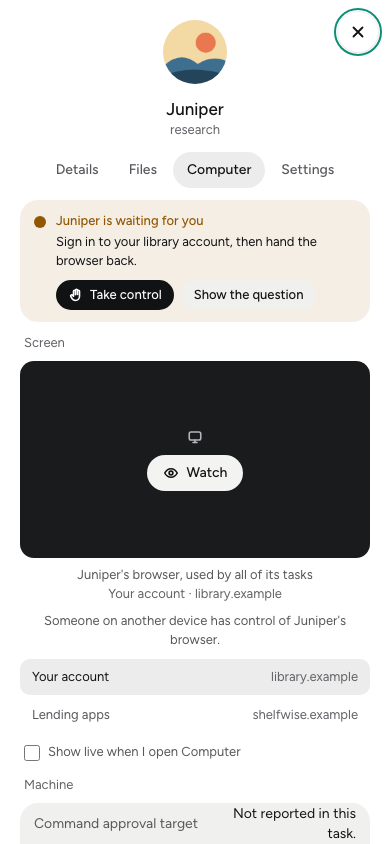 Juniper
research
Details Files Computer Settings
Juniper is waiting for you
Sign in to your library account, then hand the
browser back.
Take control Show the question
Screen
Watch
Juniper's browser, used by all of its tasks
Your account · library.example
Someone on another device has control of Juniper's
browser.
Your account library.example
Lending apps shelfwise.example
Show live when I open Computer
Machine
Command approval target Not reported in this
task.